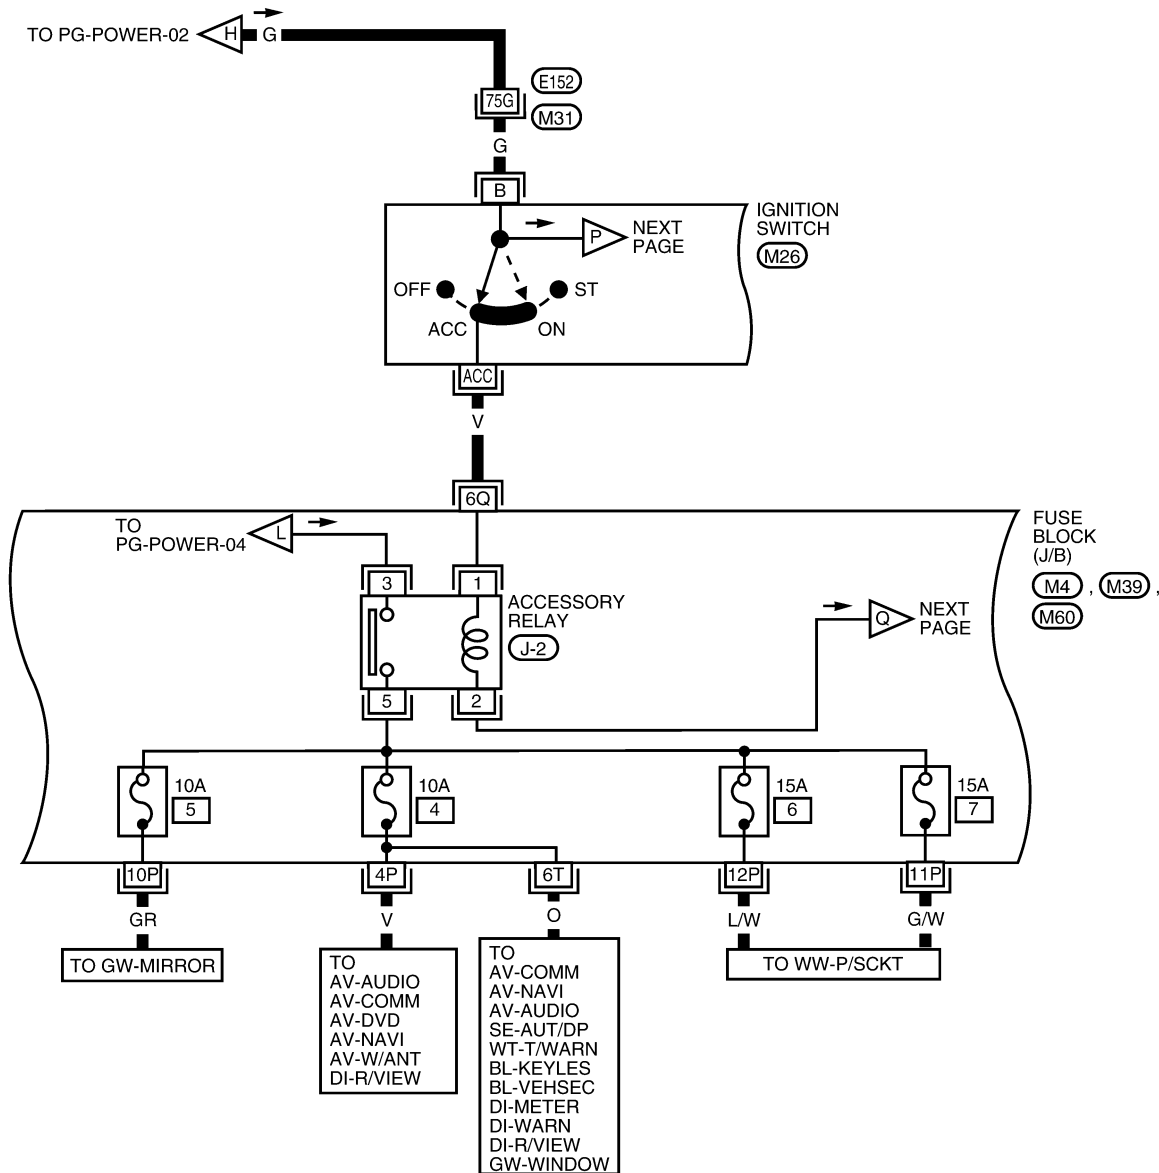 TO PG-POWER-02
H
G
E152
75G
M31
G
B
IGNITION
SWITCH
M26
P
NEXT
PAGE
OFF
ST
ACC
ON
ACC
V
6Q
TO
PG-POWER-04
L
FUSE
BLOCK
(J/B)
M4 , M39 ,
M60
3
1
ACCESSORY
RELAY
J-2
Q
NEXT
PAGE
5
2
10A
5
10A
4
15A
6
15A
7
10P
4P
6T
12P
11P
GR
V
O
L/W
G/W
TO GW-MIRROR
TO
AV-AUDIO
AV-COMM
AV-DVD
AV-NAVI
AV-W/ANT
DI-R/VIEW
TO
AV-COMM
AV-NAVI
AV-AUDIO
SE-AUT/DP
WT-T/WARN
BL-KEYLES
BL-VEHSEC
DI-METER
DI-WARN
DI-R/VIEW
GW-WINDOW
TO WW-P/SCKT